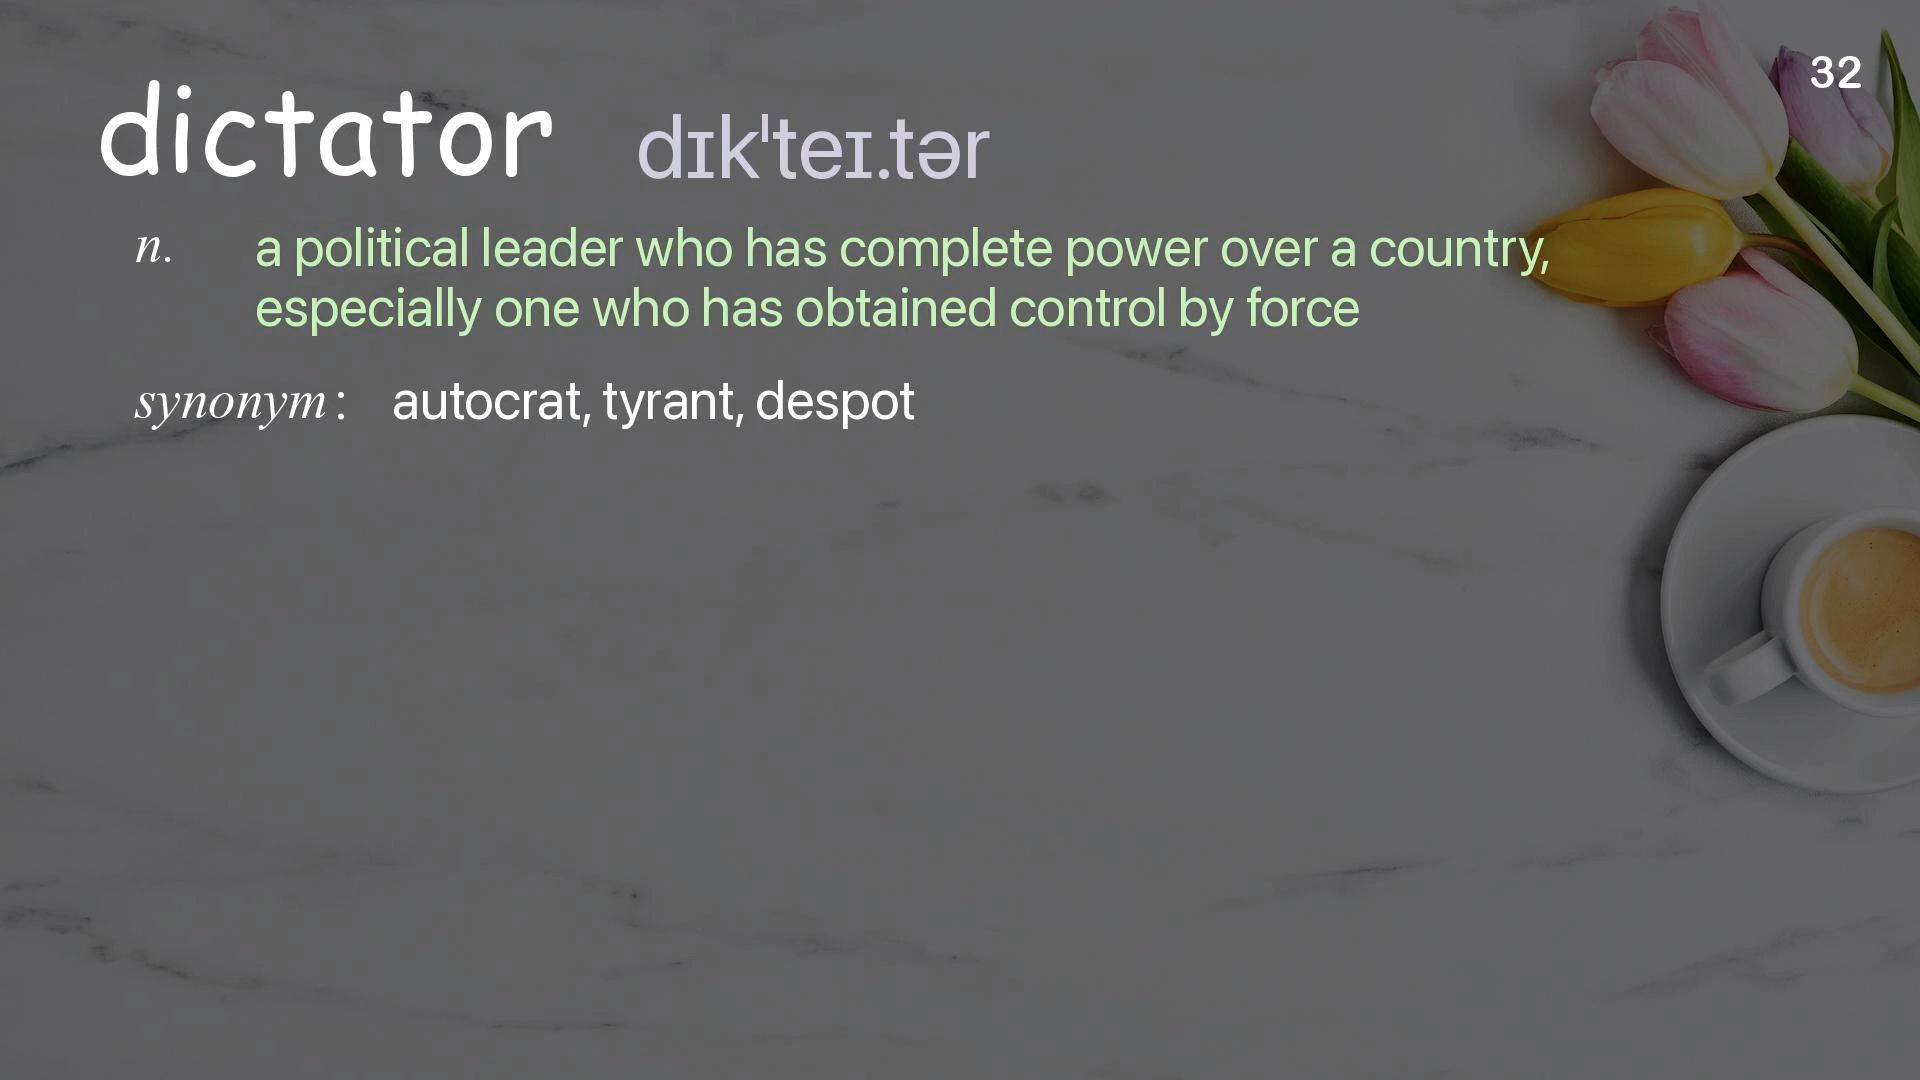 32
dictator dɪkˈteɪ.tər
n. a political leader who has complete power over a country,
especially one who has obtained control by force
synonym: autocrat, tyrant, despot